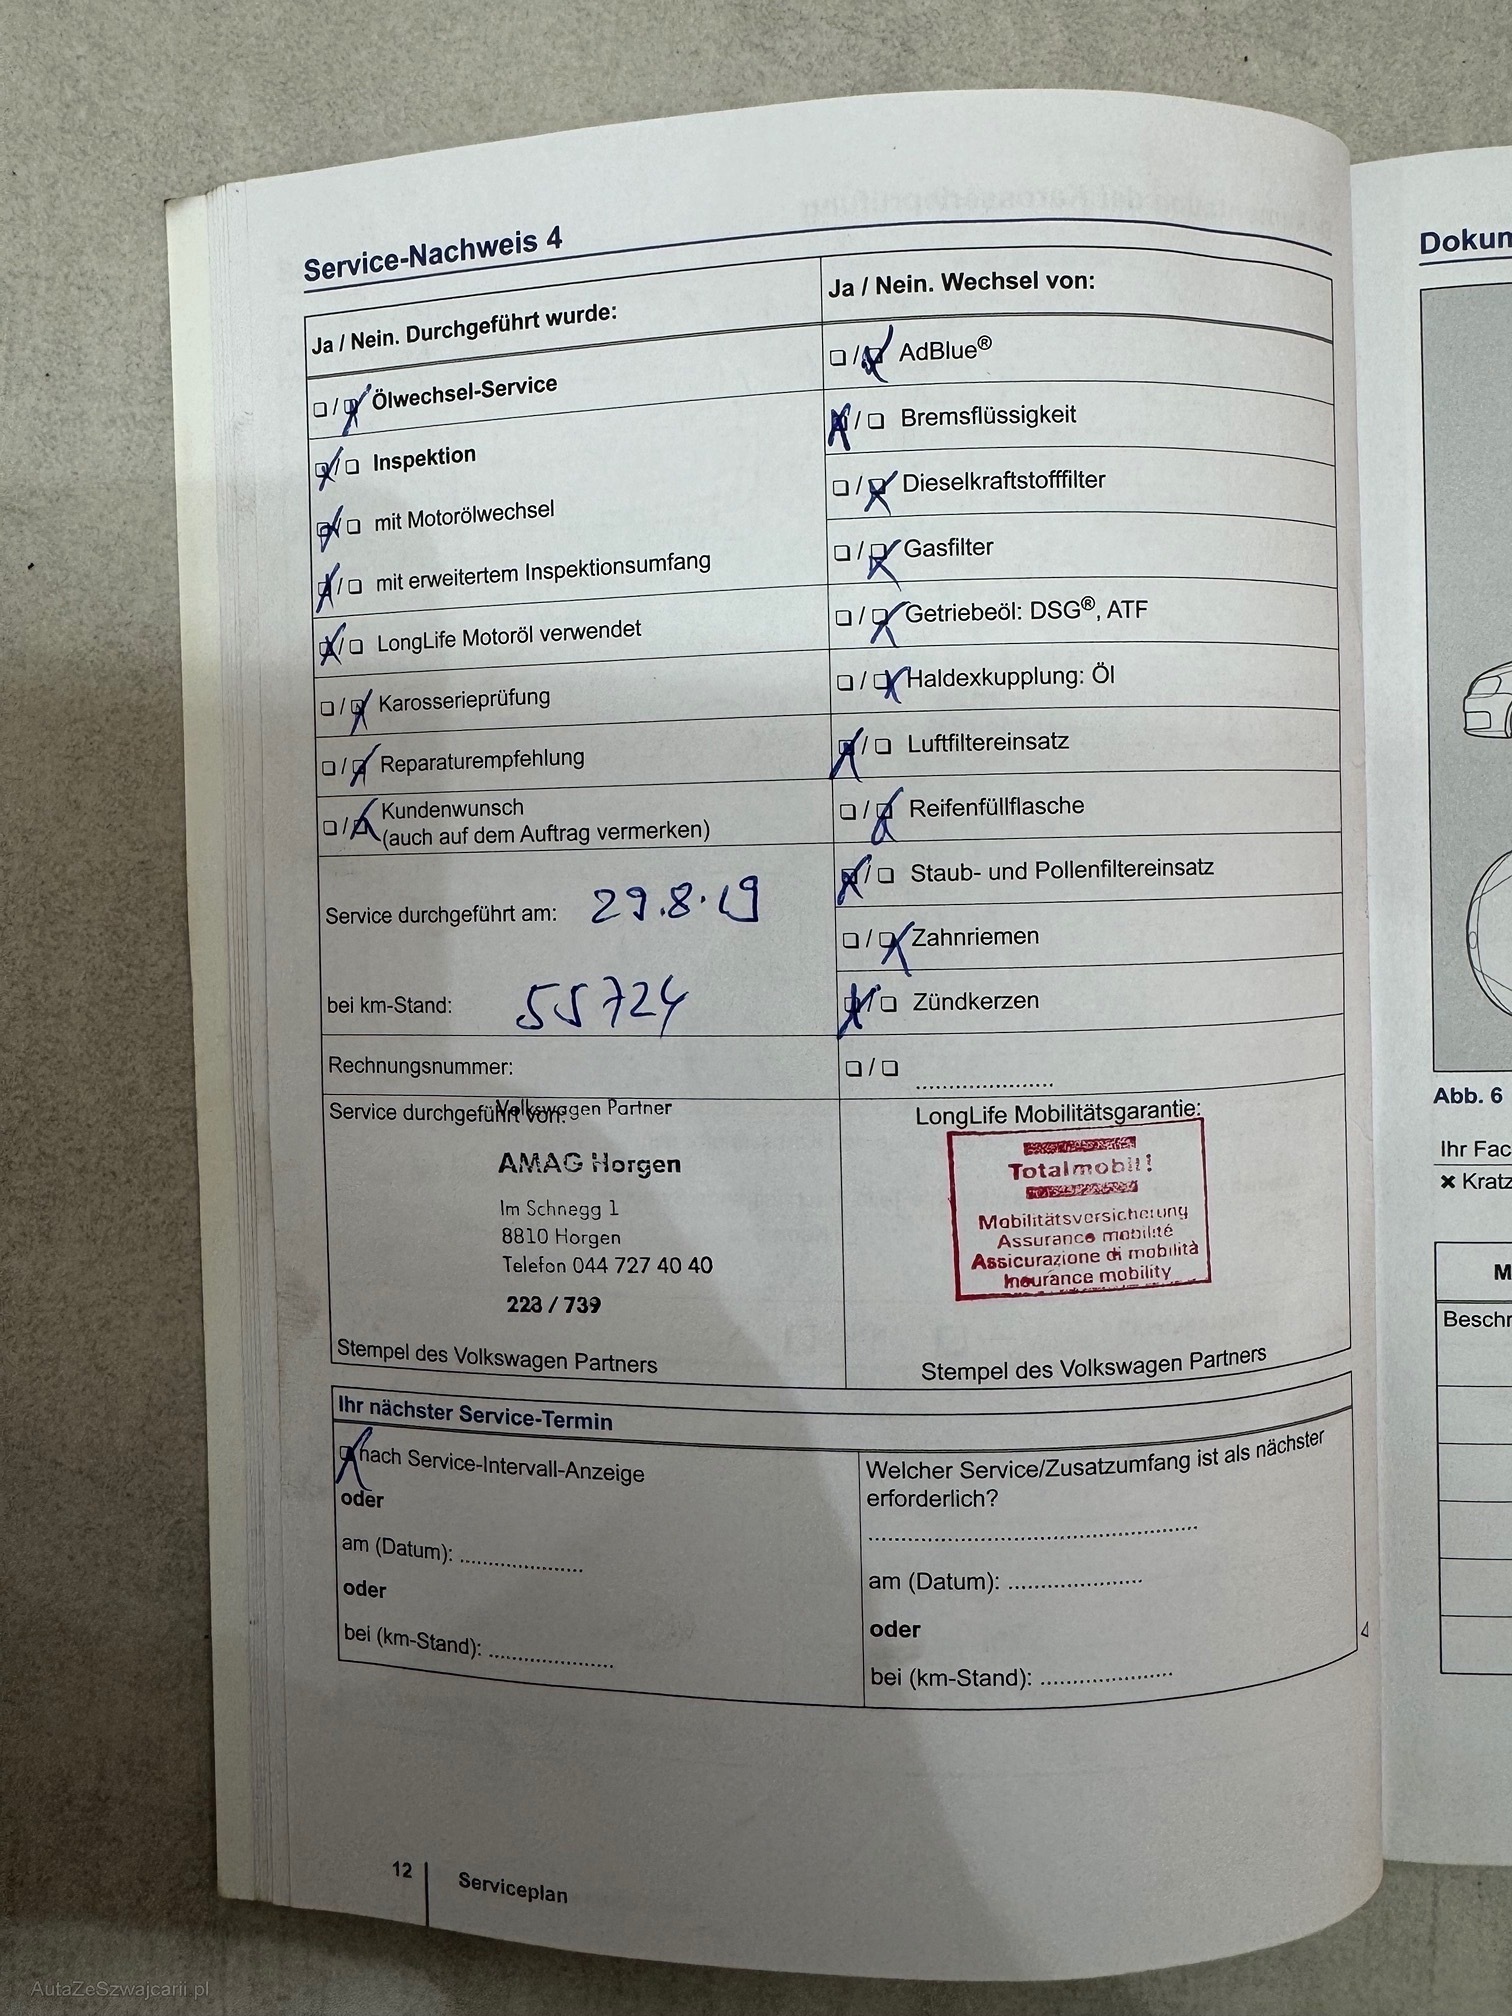 Service-Nachweis 4
Ja / Nein. Durchgeführt wurde:
❏ / ❏ Ölwechsel-Service
❏ / ❏ Inspektion
❏ / ❏ mit Motorölwechsel
❏ / ❏ mit erweitertem Inspektionsumfang
❏ / ❏ LongLife Motoröl verwendet
❏ / ❏ Karosserieprüfung
❏ / ❏ Reparaturempfehlung
❏ / ❏ Kundenwunsch
(auch auf dem Auftrag vermerken)
Service durchgeführt am: 29.8.19
bei km-Stand: 55724
Rechnungsnummer:
Service durchgeführt von:
Volkswagen Partner
AMAG Horgen
Im Schnegg 1
8810 Horgen
Telefon 044 727 40 40
223 / 739
Stempel des Volkswagen Partners
Ja / Nein. Wechsel von:
❏ / ❏ AdBlue®
❏ / ❏ Bremsflüssigkeit
❏ / ❏ Dieselkraftstofffilter
❏ / ❏ Gasfilter
❏ / ❏ Getriebeöl: DSG®, ATF
❏ / ❏ Haldexkupplung: Öl
❏ / ❏ Luftfiltereinsatz
❏ / ❏ Reifenfüllflasche
❏ / ❏ Staub- und Pollenfiltereinsatz
❏ / ❏ Zahnriemen
❏ / ❏ Zündkerzen
❏ / ❏ ......................
LongLife Mobilitätsgarantie:
Totalmobil!
Mobilitätsversicherung
Assurance mobilité
Assicurazione di mobilità
Insurance mobility
Stempel des Volkswagen Partners
Ihr nächster Service-Termin
❏ nach Service-Intervall-Anzeige
oder
am (Datum): ....................
oder
bei (km-Stand): ....................
Welcher Service/Zusatzumfang ist als nächster
erforderlich?
..................................................
am (Datum): ......................
oder
bei (km-Stand): ......................
12 Serviceplan
Dokum
Abb. 6
Ihr Fac
✖ Kratz
M
Beschr
AutaZeSzwajcarii.pl